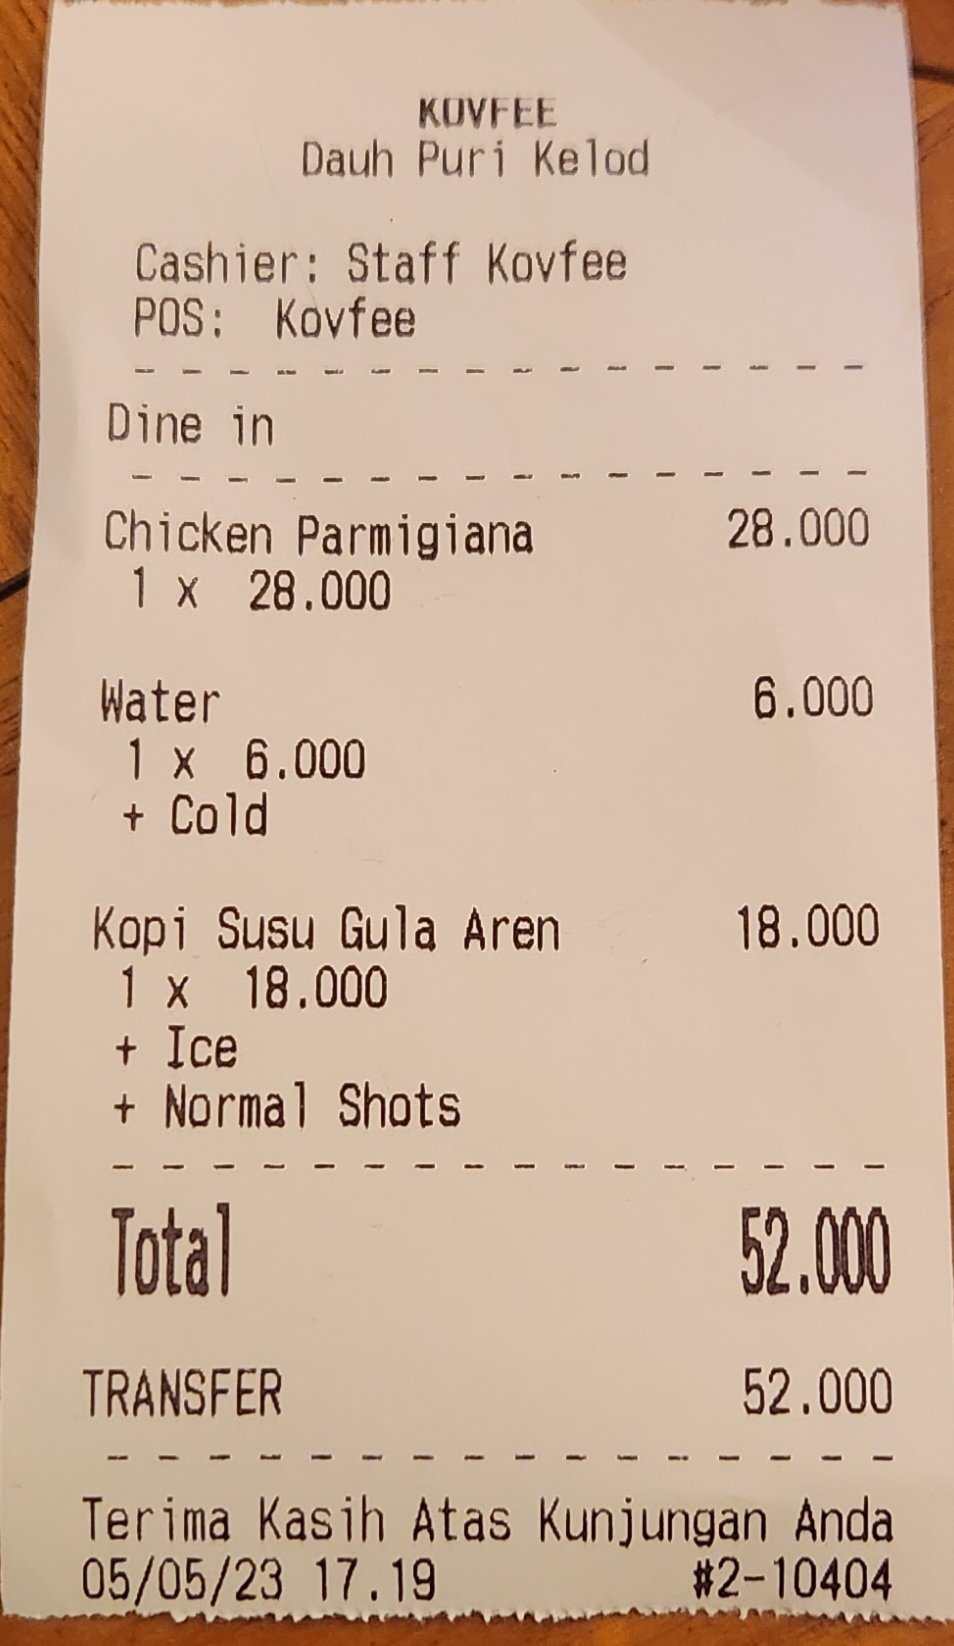 KOVFEE
Dauh Puri Kelod
Cashier: Staff Kovfee
POS: Kovfee
Dine in
Chicken Parmigiana 28.000
1 x 28.000
Water 6.000
1 x 6.000
+ Cold
Kopi Susu Gula Aren 18.000
1 x 18.000
+ Ice
+ Normal Shots
Total 52.000
TRANSFER 52.000
Terima Kasih Atas Kunjungan Anda
05/05/23 17.19 #2-10404